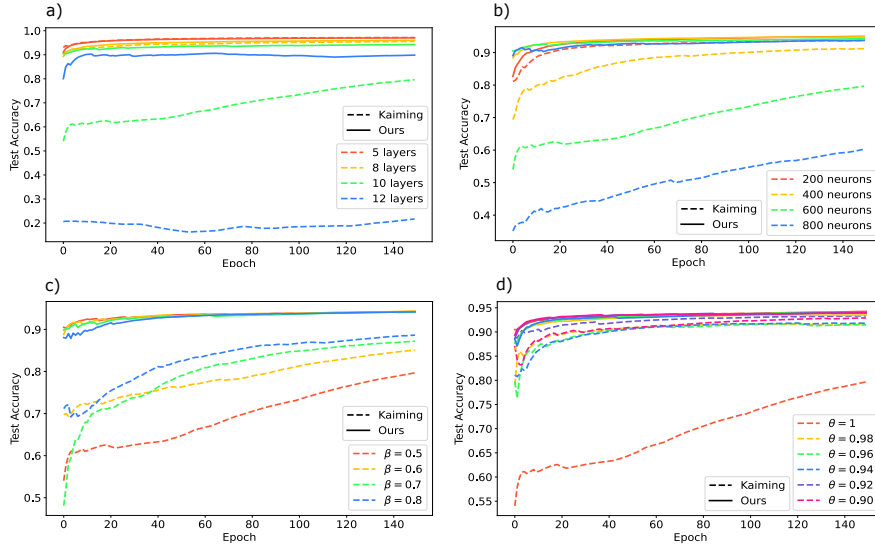 a)
1.0
0.9
0.8
0.7
0.6
0.5
0.4
0.3
0.2
Test Accuracy
0
20
40
60
80
100
120
140
Epoch
Kaiming
Ours
5 layers
8 layers
10 layers
12 layers
b)
0.9
0.8
0.7
0.6
0.5
0.4
Test Accuracy
0
20
40
60
80
100
120
140
Epoch
Kaiming
Ours
200 neurons
400 neurons
600 neurons
800 neurons
c)
0.9
0.8
0.7
0.6
0.5
Test Accuracy
0
20
40
60
80
100
120
140
Epoch
Kaiming
Ours
β = 0.5
β = 0.6
β = 0.7
β = 0.8
d)
0.95
0.90
0.85
0.80
0.75
0.70
0.65
0.60
0.55
Test Accuracy
0
20
40
60
80
100
120
140
Epoch
Kaiming
Ours
θ = 1
θ = 0.98
θ = 0.96
θ = 0.94
θ = 0.92
θ = 0.90